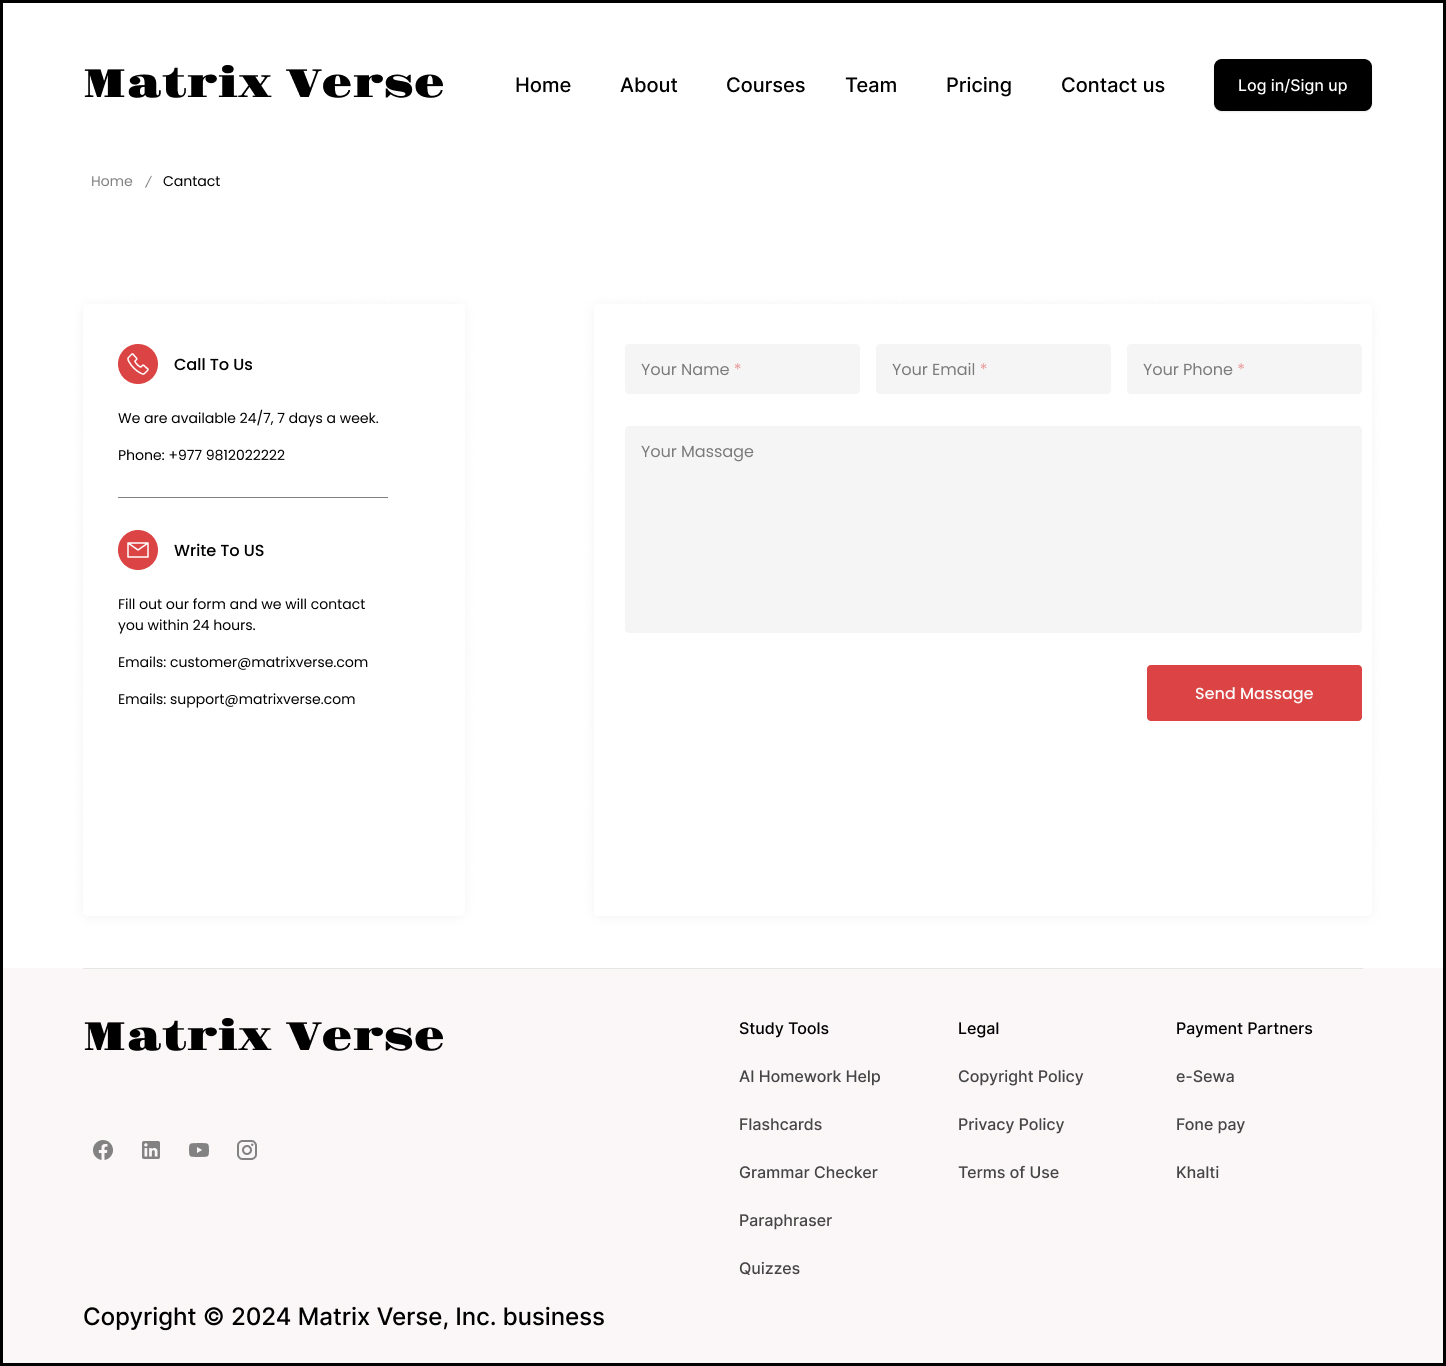 Matrix Verse
Home
About
Courses
Team
Pricing
Contact us
Log in/Sign up
Home / Cantact
Call To Us
We are available 24/7, 7 days a week.
Phone: +977 9812022222
Write To US
Fill out our form and we will contact
you within 24 hours.
Emails: customer@matrixverse.com
Emails: support@matrixverse.com
Your Name *
Your Email *
Your Phone *
Your Massage
Send Massage
Matrix Verse
Study Tools
AI Homework Help
Flashcards
Grammar Checker
Paraphraser
Quizzes
Legal
Copyright Policy
Privacy Policy
Terms of Use
Payment Partners
e-Sewa
Fone pay
Khalti
Copyright © 2024 Matrix Verse, Inc. business